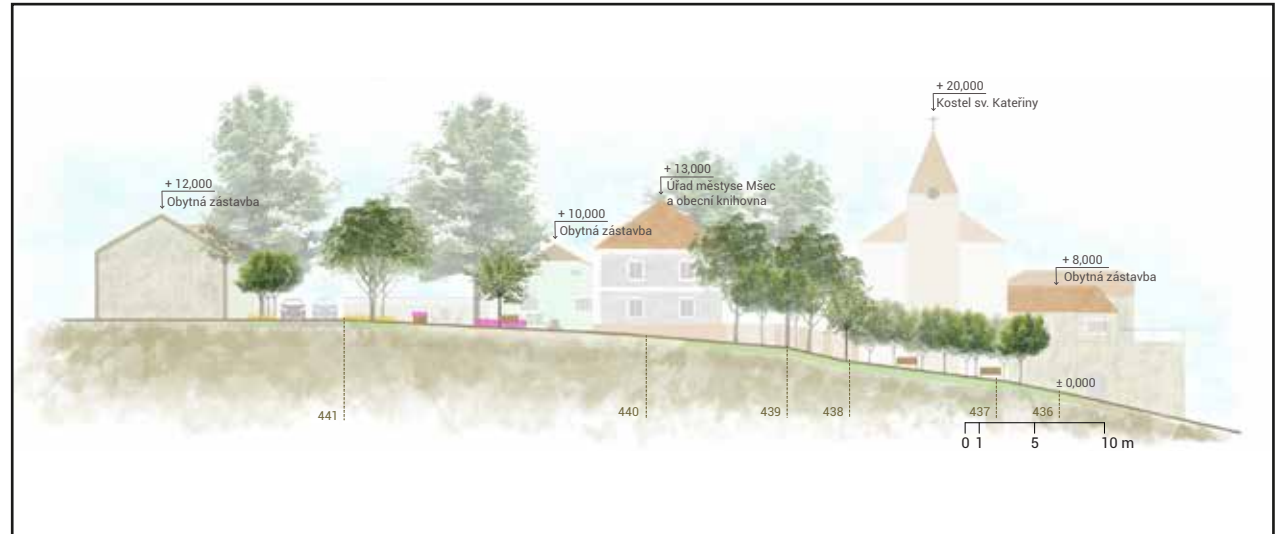 + 20,000
Kostel sv. Kateřiny
+ 13,000
Úřad městyse Mšec
a obecní knihovna
+ 12,000
Obytná zástavba
+ 10,000
Obytná zástavba
+ 8,000
Obytná zástavba
± 0,000
441
440
439
438
437
436
0 1 5 10 m